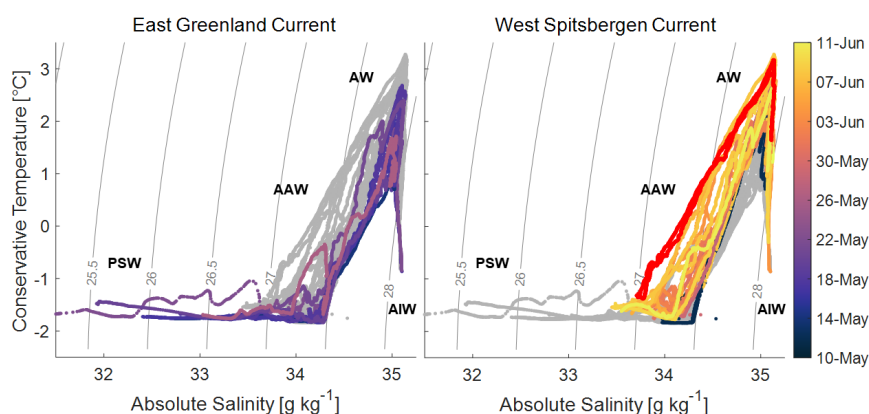 East Greenland Current
West Spitsbergen Current
Conservative Temperature [°C]
3
2
1
0
-1
-2
AW
AAW
PSW
AIW
25.5
26
26.5
27
28
32
33
34
35
Absolute Salinity [g kg-1]
AW
AAW
PSW
AIW
25.5
26
26.5
27
28
32
33
34
35
Absolute Salinity [g kg-1]
11-Jun
07-Jun
03-Jun
30-May
26-May
22-May
18-May
14-May
10-May